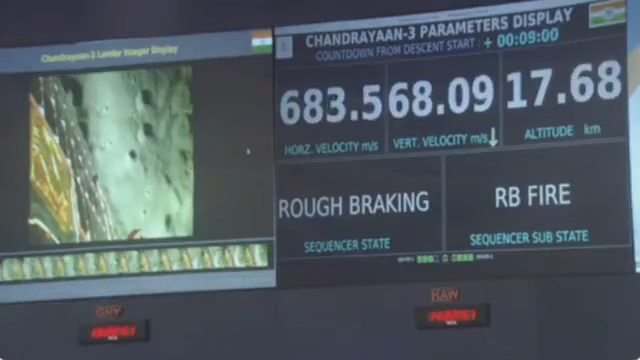 Chandrayaan-3 Lander Imager Display
CHANDRAYAAN-3 PARAMETERS DISPLAY
COUNTDOWN FROM DESCENT START : + 00:09:00
683.5 68.09 17.68
HORZ. VELOCITY m/s VERT. VELOCITY m/s↓ ALTITUDE km
ROUGH BRAKING RB FIRE
SEQUENCER STATE SEQUENCER SUB STATE